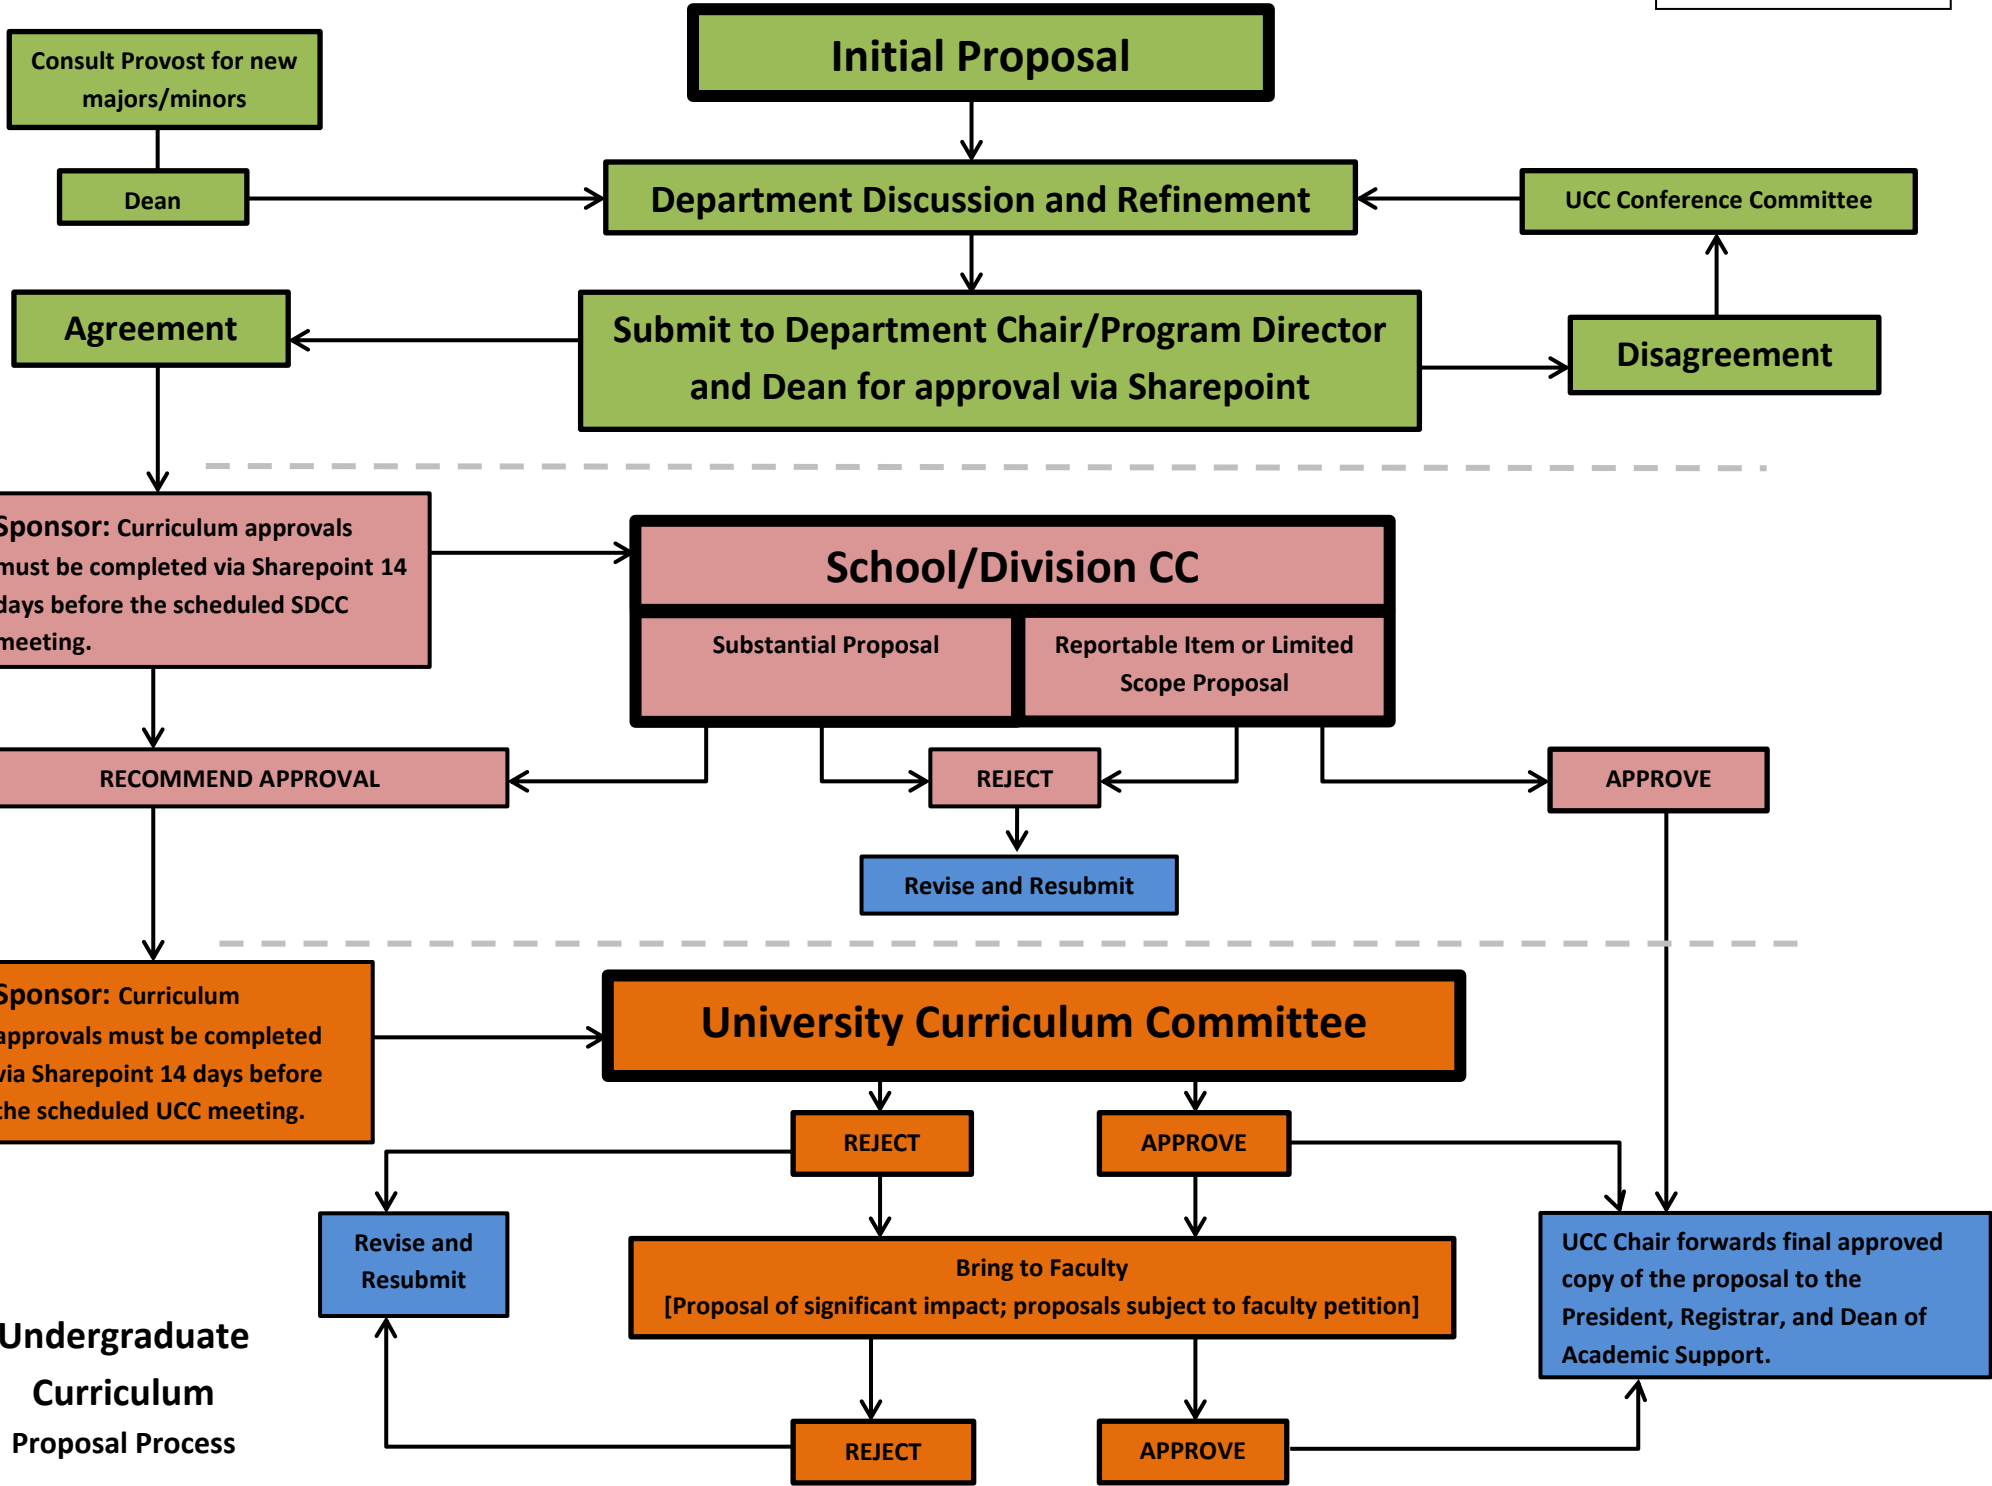 Initial Proposal
Consult Provost for new
majors/minors
Dean
Department Discussion and Refinement
UCC Conference Committee
Agreement
Submit to Department Chair/Program Director
and Dean for approval via Sharepoint
Disagreement
Sponsor: Curriculum approvals
must be completed via Sharepoint 14
days before the scheduled SDCC
meeting.
School/Division CC
Substantial Proposal
Reportable Item or Limited
Scope Proposal
RECOMMEND APPROVAL
REJECT
APPROVE
Revise and Resubmit
Sponsor: Curriculum
approvals must be completed
via Sharepoint 14 days before
the scheduled UCC meeting.
University Curriculum Committee
REJECT
APPROVE
Revise and
Resubmit
Bring to Faculty
[Proposal of significant impact; proposals subject to faculty petition]
UCC Chair forwards final approved
copy of the proposal to the
President, Registrar, and Dean of
Academic Support.
REJECT
APPROVE
Undergraduate
Curriculum
Proposal Process